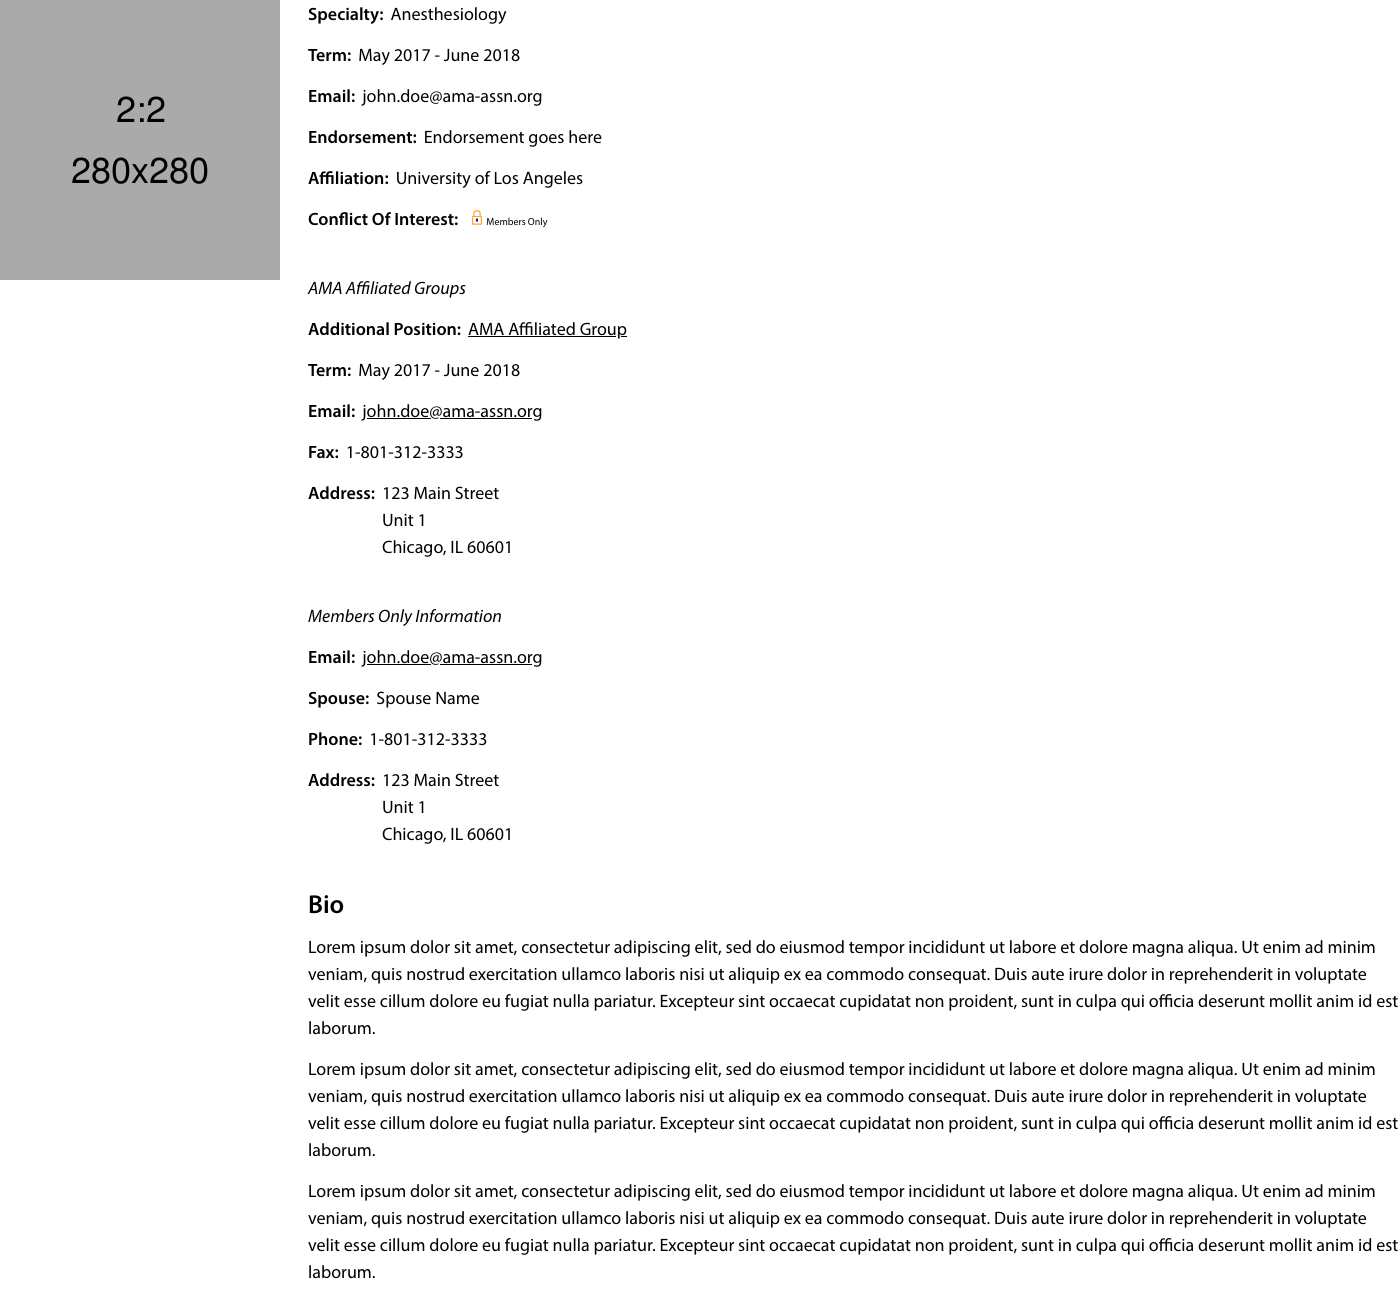 2:2
280x280
Specialty: Anesthesiology
Term: May 2017 - June 2018
Email: john.doe@ama-assn.org
Endorsement: Endorsement goes here
Affiliation: University of Los Angeles
Conflict Of Interest: Members Only
AMA Affiliated Groups
Additional Position: AMA Affiliated Group
Term: May 2017 - June 2018
Email: john.doe@ama-assn.org
Fax: 1-801-312-3333
Address: 123 Main Street
Unit 1
Chicago, IL 60601
Members Only Information
Email: john.doe@ama-assn.org
Spouse: Spouse Name
Phone: 1-801-312-3333
Address: 123 Main Street
Unit 1
Chicago, IL 60601
Bio
Lorem ipsum dolor sit amet, consectetur adipiscing elit, sed do eiusmod tempor incididunt ut labore et dolore magna aliqua. Ut enim ad minim
veniam, quis nostrud exercitation ullamco laboris nisi ut aliquip ex ea commodo consequat. Duis aute irure dolor in reprehenderit in voluptate
velit esse cillum dolore eu fugiat nulla pariatur. Excepteur sint occaecat cupidatat non proident, sunt in culpa qui officia deserunt mollit anim id est
laborum.
Lorem ipsum dolor sit amet, consectetur adipiscing elit, sed do eiusmod tempor incididunt ut labore et dolore magna aliqua. Ut enim ad minim
veniam, quis nostrud exercitation ullamco laboris nisi ut aliquip ex ea commodo consequat. Duis aute irure dolor in reprehenderit in voluptate
velit esse cillum dolore eu fugiat nulla pariatur. Excepteur sint occaecat cupidatat non proident, sunt in culpa qui officia deserunt mollit anim id est
laborum.
Lorem ipsum dolor sit amet, consectetur adipiscing elit, sed do eiusmod tempor incididunt ut labore et dolore magna aliqua. Ut enim ad minim
veniam, quis nostrud exercitation ullamco laboris nisi ut aliquip ex ea commodo consequat. Duis aute irure dolor in reprehenderit in voluptate
velit esse cillum dolore eu fugiat nulla pariatur. Excepteur sint occaecat cupidatat non proident, sunt in culpa qui officia deserunt mollit anim id est
laborum.